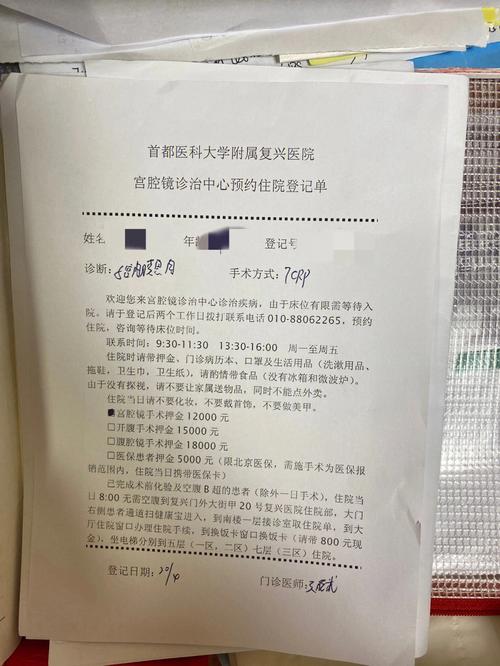 首都医科大学附属复兴医院
宫腔镜诊治中心预约住院登记单
姓名 年龄 登记号
诊断: 宫腔息肉 手术方式: TCRP
欢迎您来宫腔镜诊治中心诊治疾病，由于床位有限需等待入
院。请于登记后两个工作日拨打联系电话 010-88062265，预约
住院，咨询等待床位时间。
联系时间：9:30-11:30 13:30-16:00 周一至周五
住院时请带押金、门诊病历本、口罩及生活用品（洗漱用品、
拖鞋，卫生巾，卫生纸），请酌情带食品（没有冰箱和微波炉）。
由于没有探视，请不要让家属送物品，同时不能点外卖。
住院当日请不要化妆，不要戴首饰，不要做美甲。
宫腔镜手术押金 12000 元
□开腹手术押金 15000 元
□腹腔镜手术押金 18000 元
□医保患者押金 5000 元（限北京医保，需施手术为医保报
销范围内，住院当日携带医保卡）
已完成术前化验及空腹 B 超的患者（除外一日手术），住院当
日 8:00 无需空腹到复兴门外大街甲 20 号复兴医院住院部，大门
右侧患者通道扫健康宝进入，到南楼一层接诊室取住院单，到大
厅住院窗口办理住院手续，到换饭卡窗口换饭卡（请带 800 元现
金），坐电梯分别到五层（一区，二区）七层（三区）住院。
登记日期: 20/4 门诊医师: